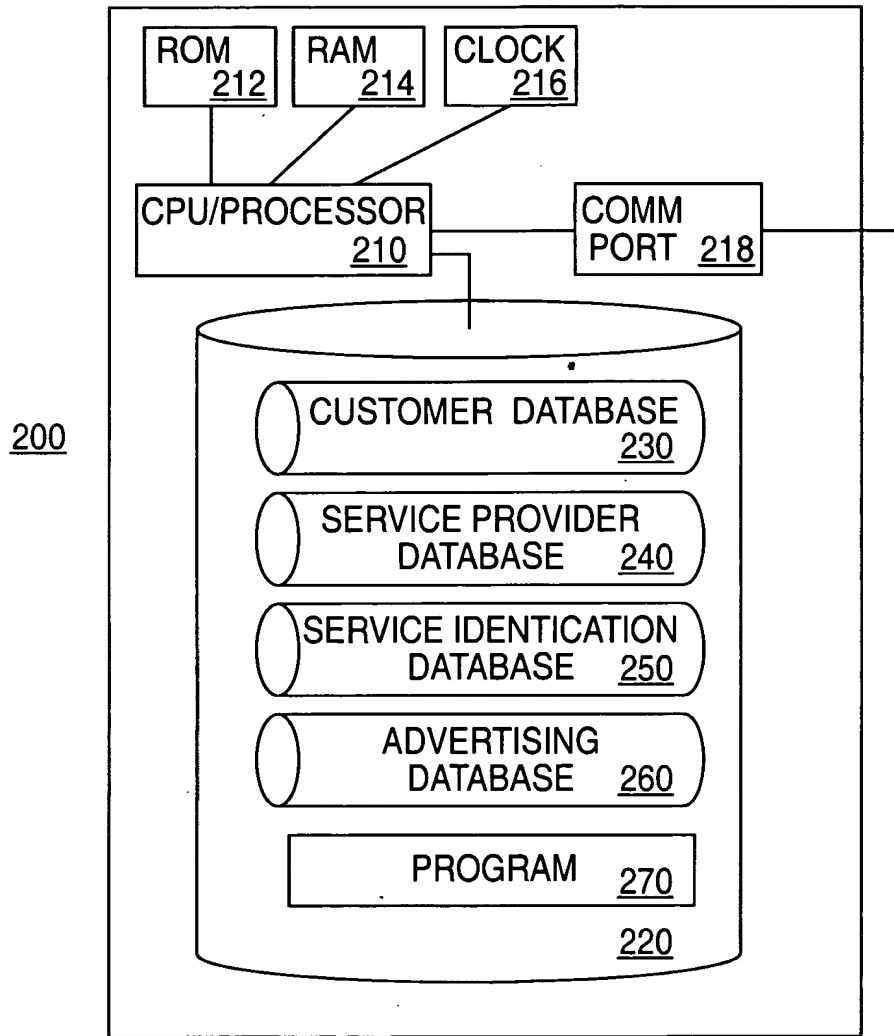 ROM
212
RAM
214
CLOCK
216
CPU/PROCESSOR
210
COMM
PORT 218
200
CUSTOMER DATABASE
230
SERVICE PROVIDER
DATABASE 240
SERVICE IDENTICATION
DATABASE 250
ADVERTISING
DATABASE 260
PROGRAM 270
220